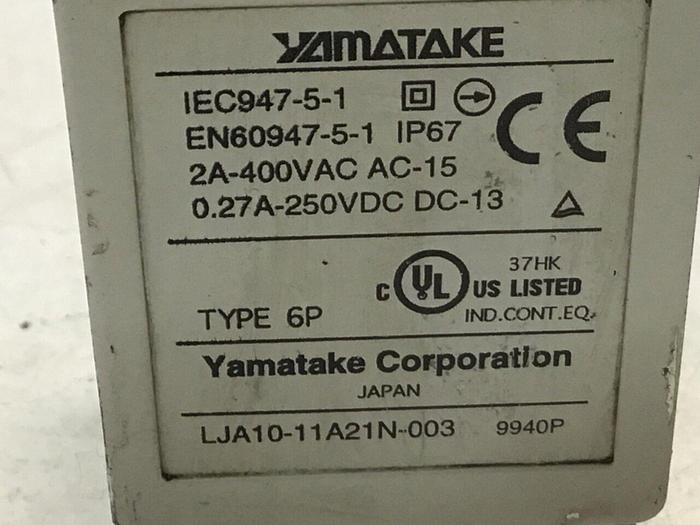 YAMATAKE
IEC947-5-1
EN60947-5-1 IP67
CE
2A-400VAC AC-15
0.27A-250VDC DC-13
TYPE 6P
C UL US LISTED
37HK
IND.CONT.EQ.
Yamatake Corporation
JAPAN
LJA10-11A21N-003 9940P